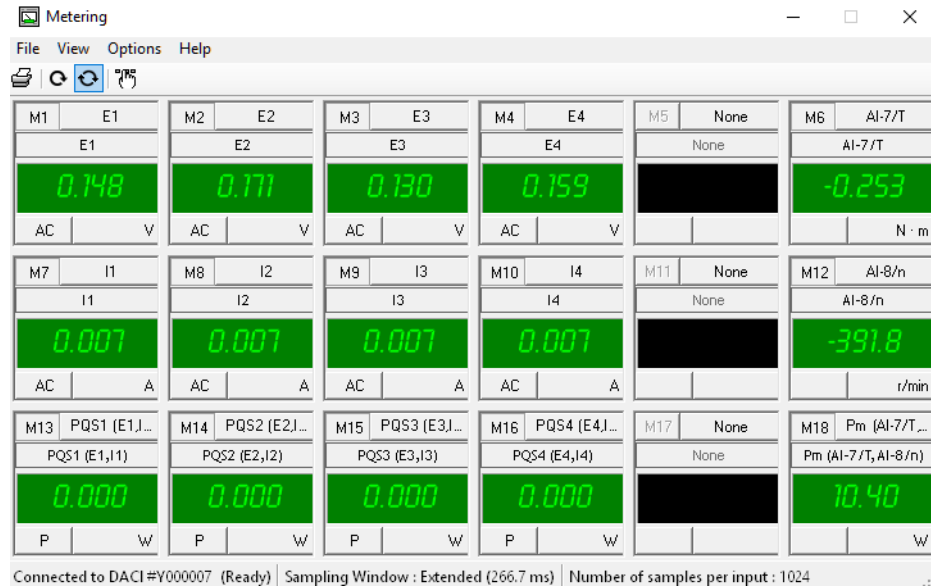 Metering
File View Options Help
M1 E1 M2 E2 M3 E3 M4 E4 M5 None M6 AI-7/T
E1 E2 E3 E4 None AI-7/T
0.148 0.171 0.130 0.159 -0.253
AC V AC V AC V AC V N·m
M7 I1 M8 I2 M9 I3 M10 I4 M11 None M12 AI-8/n
I1 I2 I3 I4 None AI-8/n
0.007 0.007 0.007 0.007 -391.8
AC A AC A AC A AC A r/min
M13 PQS1 (E1,I... M14 PQS2 (E2,I... M15 PQS3 (E3,I... M16 PQS4 (E4,I... M17 None M18 Pm (AI-7/T,...
PQS1 (E1,I1) PQS2 (E2,I2) PQS3 (E3,I3) PQS4 (E4,I4) None Pm (AI-7/T, AI-8/n)
0.000 0.000 0.000 0.000 10.40
P W P W P W P W W
Connected to DACI #Y000007 (Ready) Sampling Window : Extended (266.7 ms) Number of samples per input : 1024